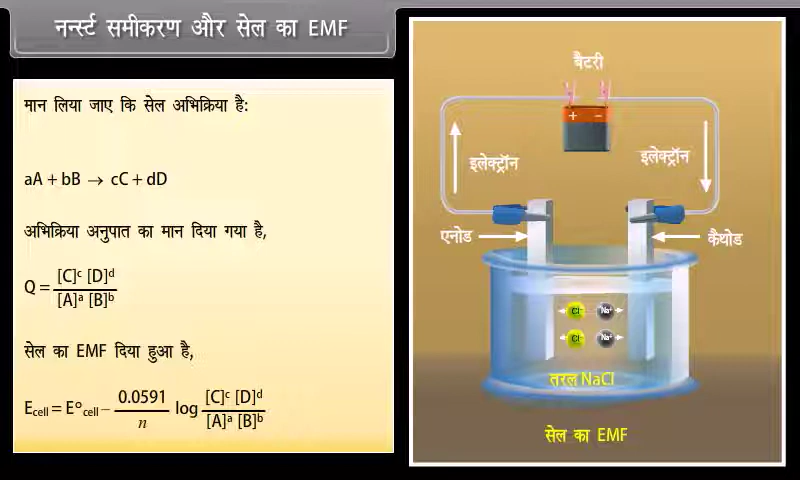 नर्न्स्ट समीकरण और सेल का EMF
मान लिया जाए कि सेल अभिक्रिया है:
aA + bB → cC + dD
अभिक्रिया अनुपात का मान दिया गया है,
Q = [C]ᶜ [D]ᵈ / [A]ᵃ [B]ᵇ
सेल का EMF दिया हुआ है,
Ecell = E°cell – 0.0591 / n log [C]ᶜ [D]ᵈ / [A]ᵃ [B]ᵇ
बैटरी
+ –
इलेक्ट्रॉन इलेक्ट्रॉन
एनोड कैथोड
Cl⁻ Na⁺
Cl⁻ Na⁺
तरल NaCl
सेल का EMF